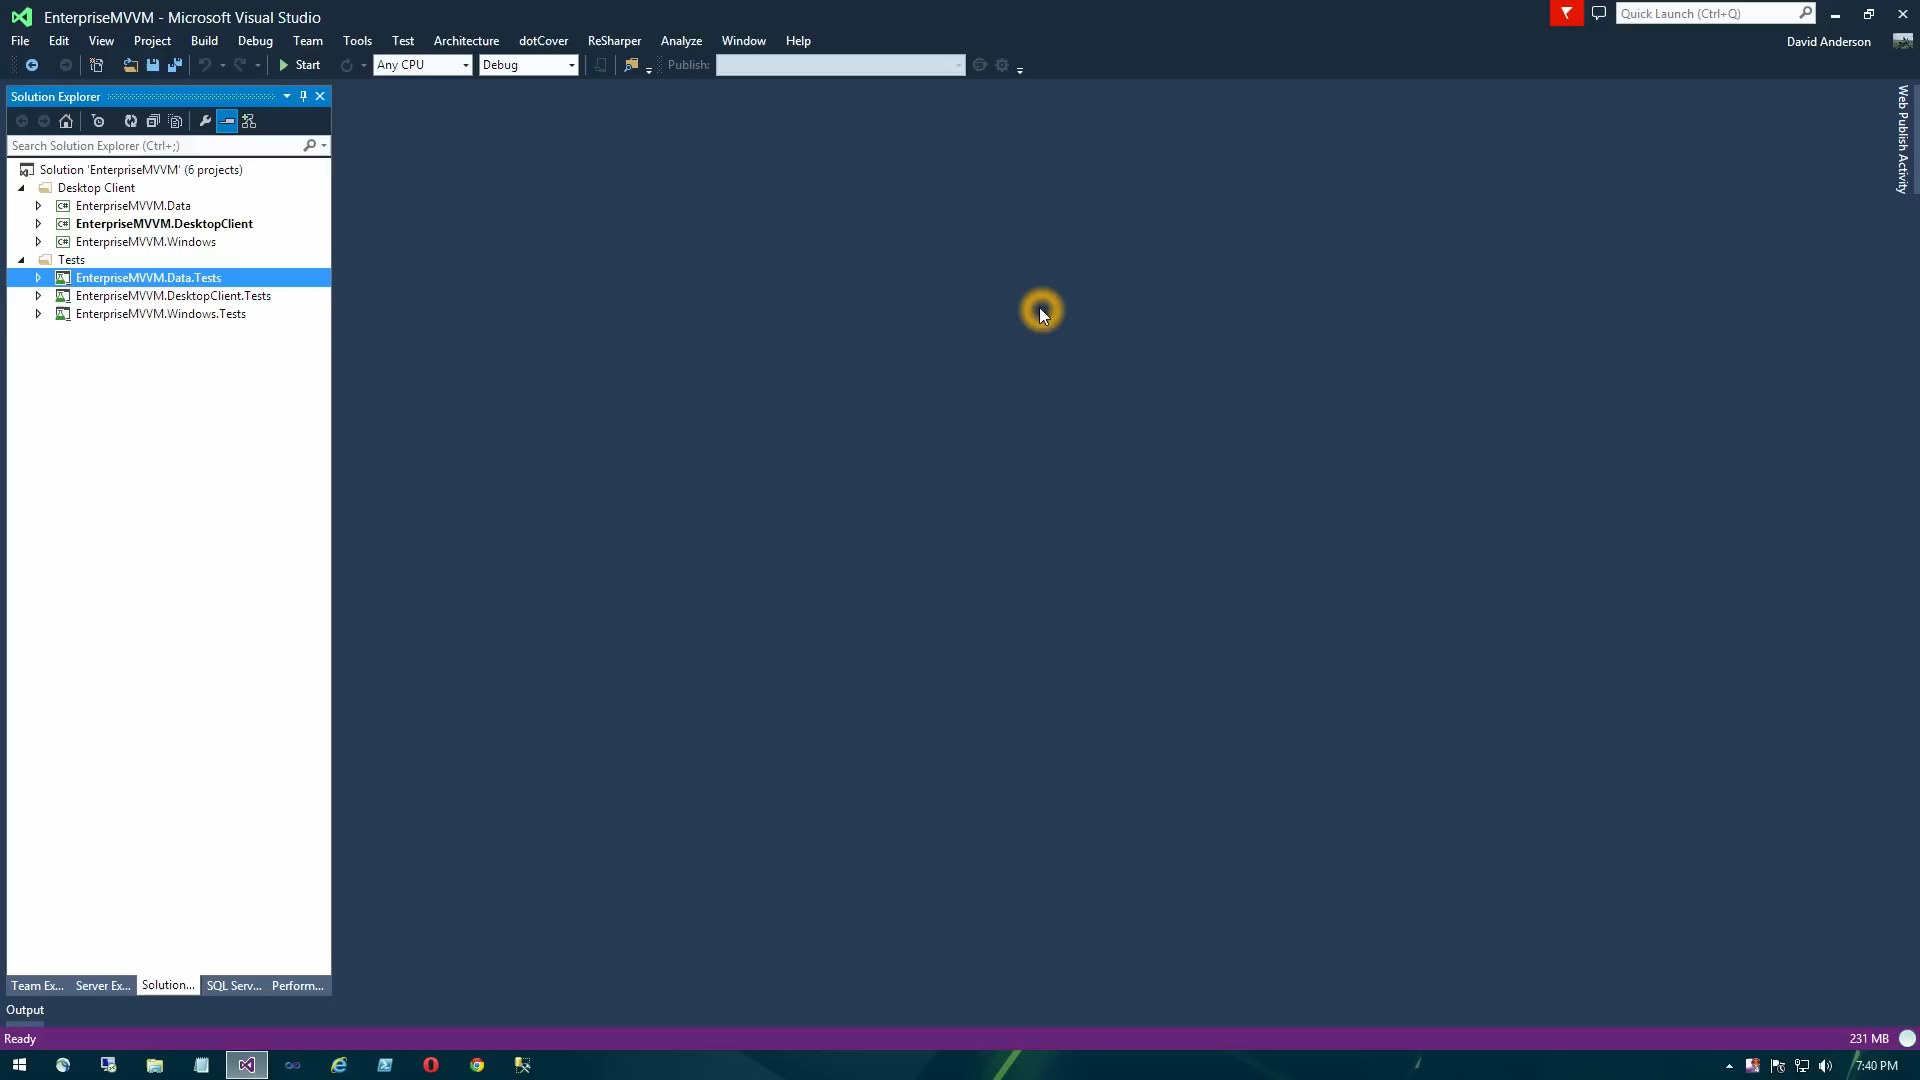 EnterpriseMVVM - Microsoft Visual Studio
Quick Launch (Ctrl+Q)
File Edit View Project Build Debug Team Tools Test Architecture dotCover ReSharper Analyze Window Help
David Anderson
Start Any CPU Debug Publish:
Solution Explorer
Search Solution Explorer (Ctrl+;)
Solution 'EnterpriseMVVM' (6 projects)
Desktop Client
C# EnterpriseMVVM.Data
C# EnterpriseMVVM.DesktopClient
C# EnterpriseMVVM.Windows
Tests
EnterpriseMVVM.Data.Tests
EnterpriseMVVM.DesktopClient.Tests
EnterpriseMVVM.Windows.Tests
Web Publish Activity
Team Ex... Server Ex... Solution... SQL Serv... Perform...
Output
Ready
231 MB
7:40 PM